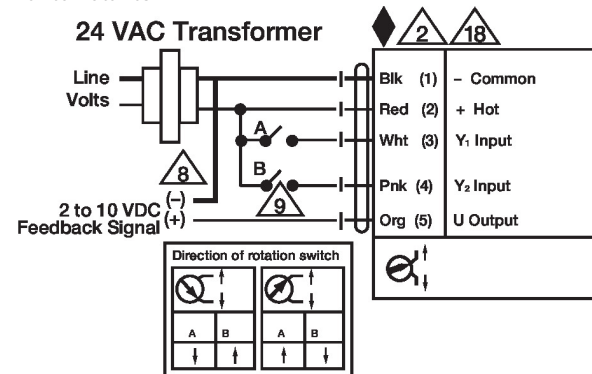 24 VAC Transformer
2
18
Line
Volts
Blk (1) – Common
Red (2) + Hot
A
Wht (3) Y₁ Input
8
B
Pnk (4) Y₂ Input
9
2 to 10 VDC (–)
Feedback Signal (+)
Org (5) U Output
Direction of rotation switch
A B A B